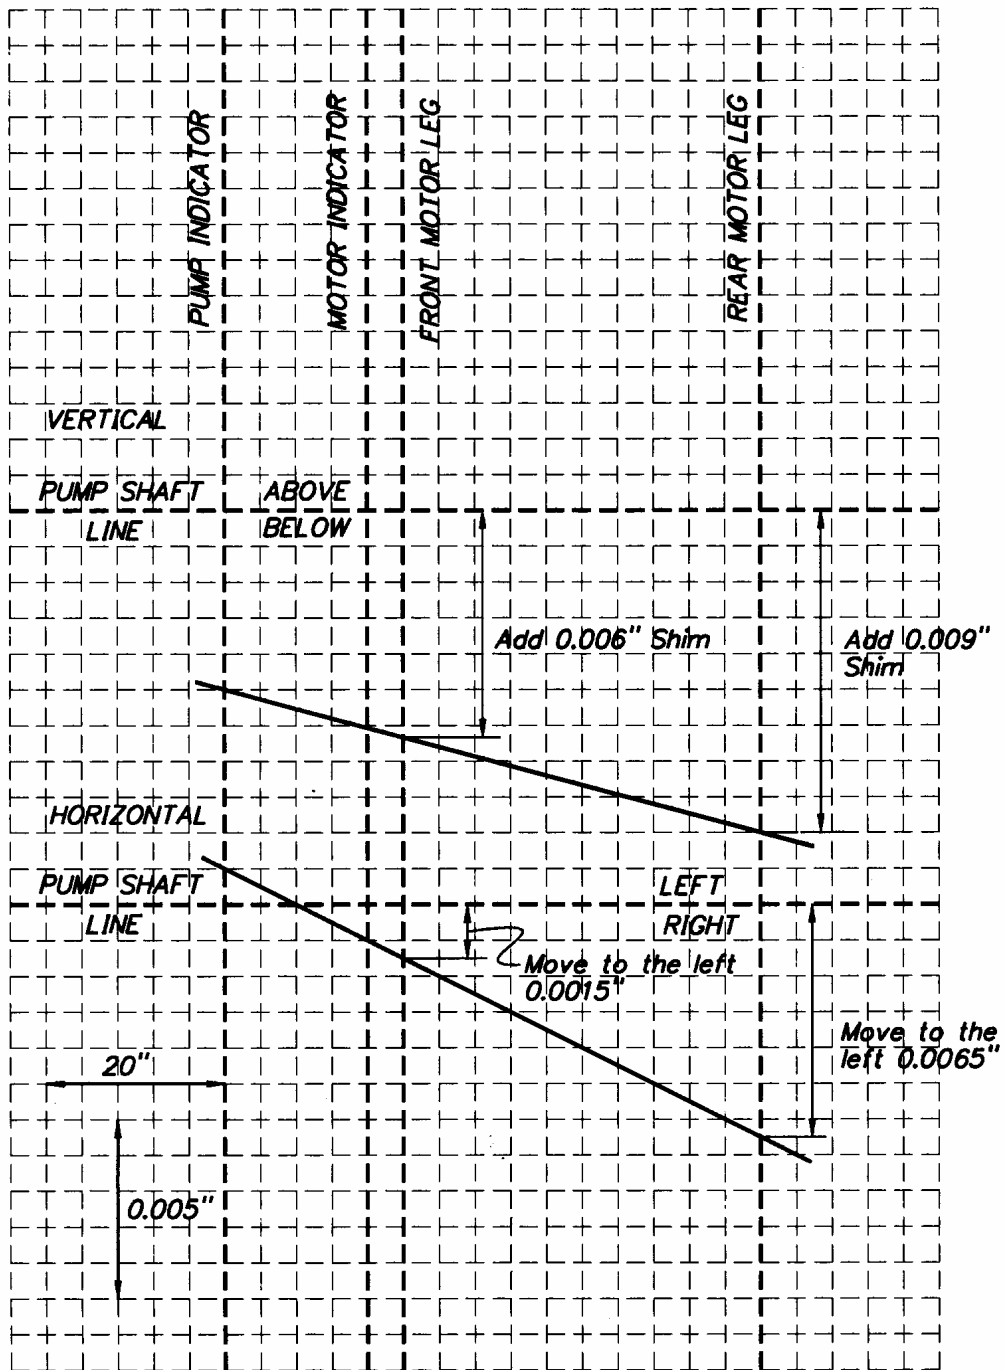 PUMP INDICATOR
MOTOR INDICATOR
FRONT MOTOR LEG
REAR MOTOR LEG
VERTICAL
PUMP SHAFT
LINE
ABOVE
BELOW
Add 0.006" Shim
Add 0.009"
Shim
HORIZONTAL
PUMP SHAFT
LINE
LEFT
RIGHT
Move to the left
0.0015"
Move to the
left 0.0065"
20"
0.005"